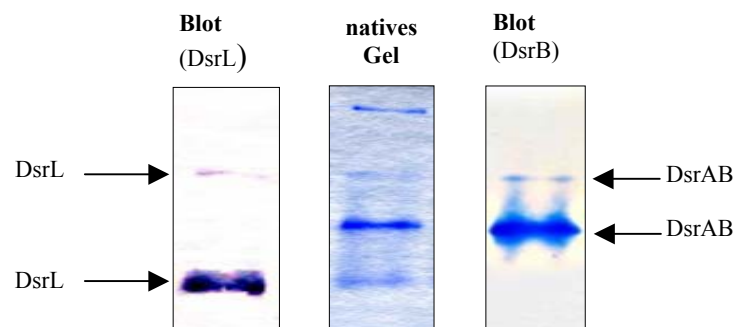 Blot
(DsrL)
natives
Gel
Blot
(DsrB)
DsrL
DsrL
DsrAB
DsrAB